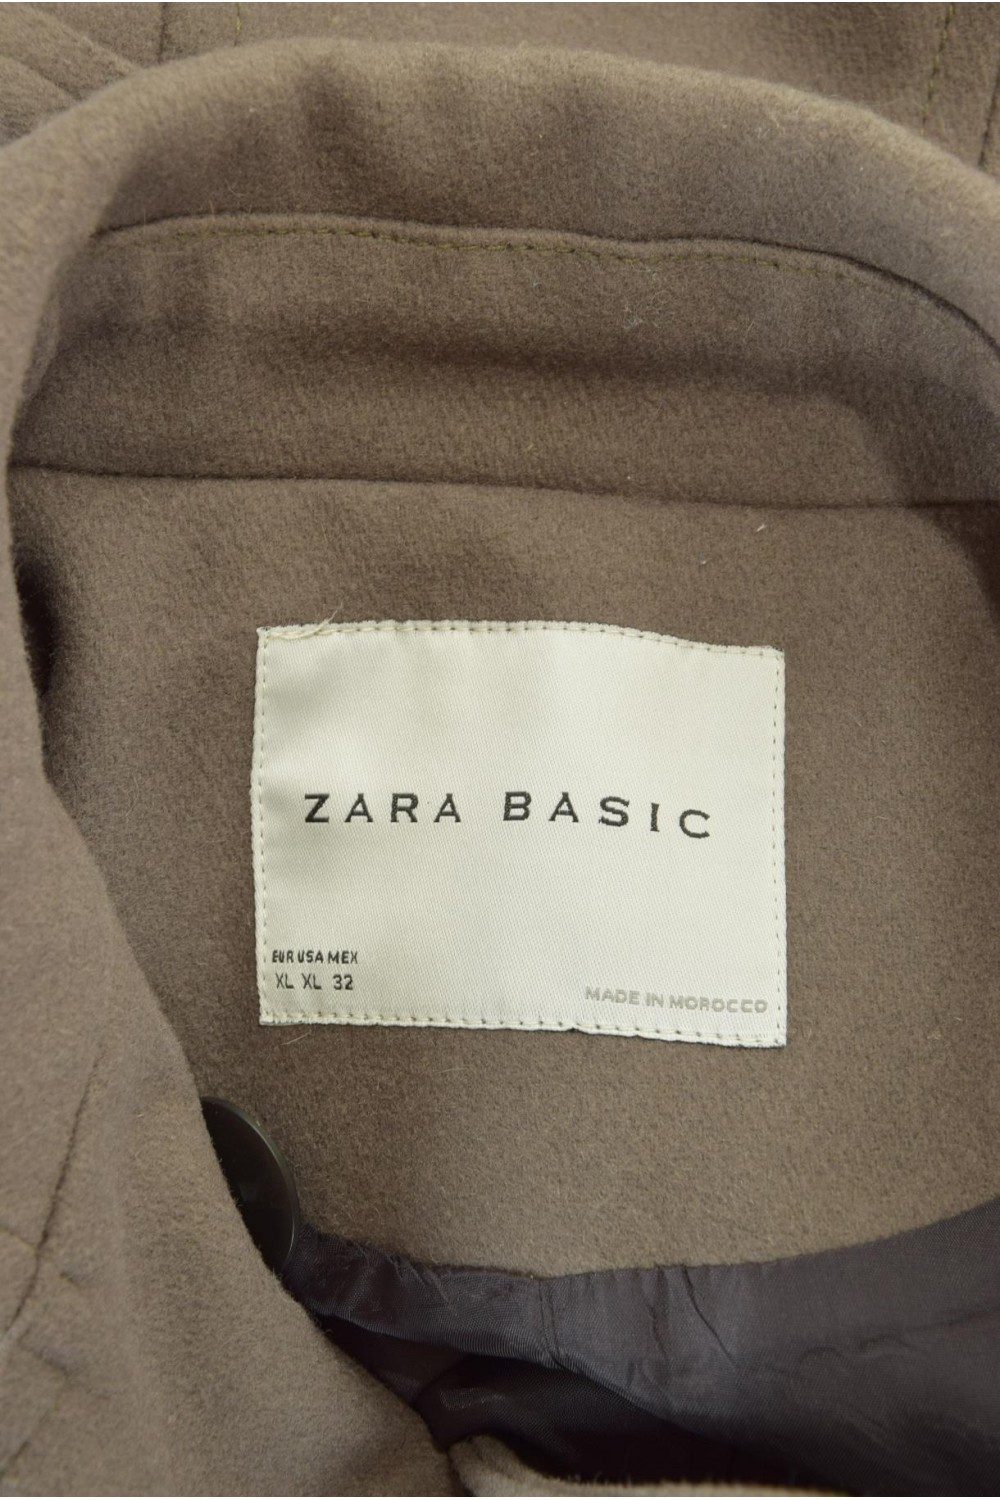 ZARA BASIC
EUR USA MEX
XL XL 32
MADE IN MOROCCO